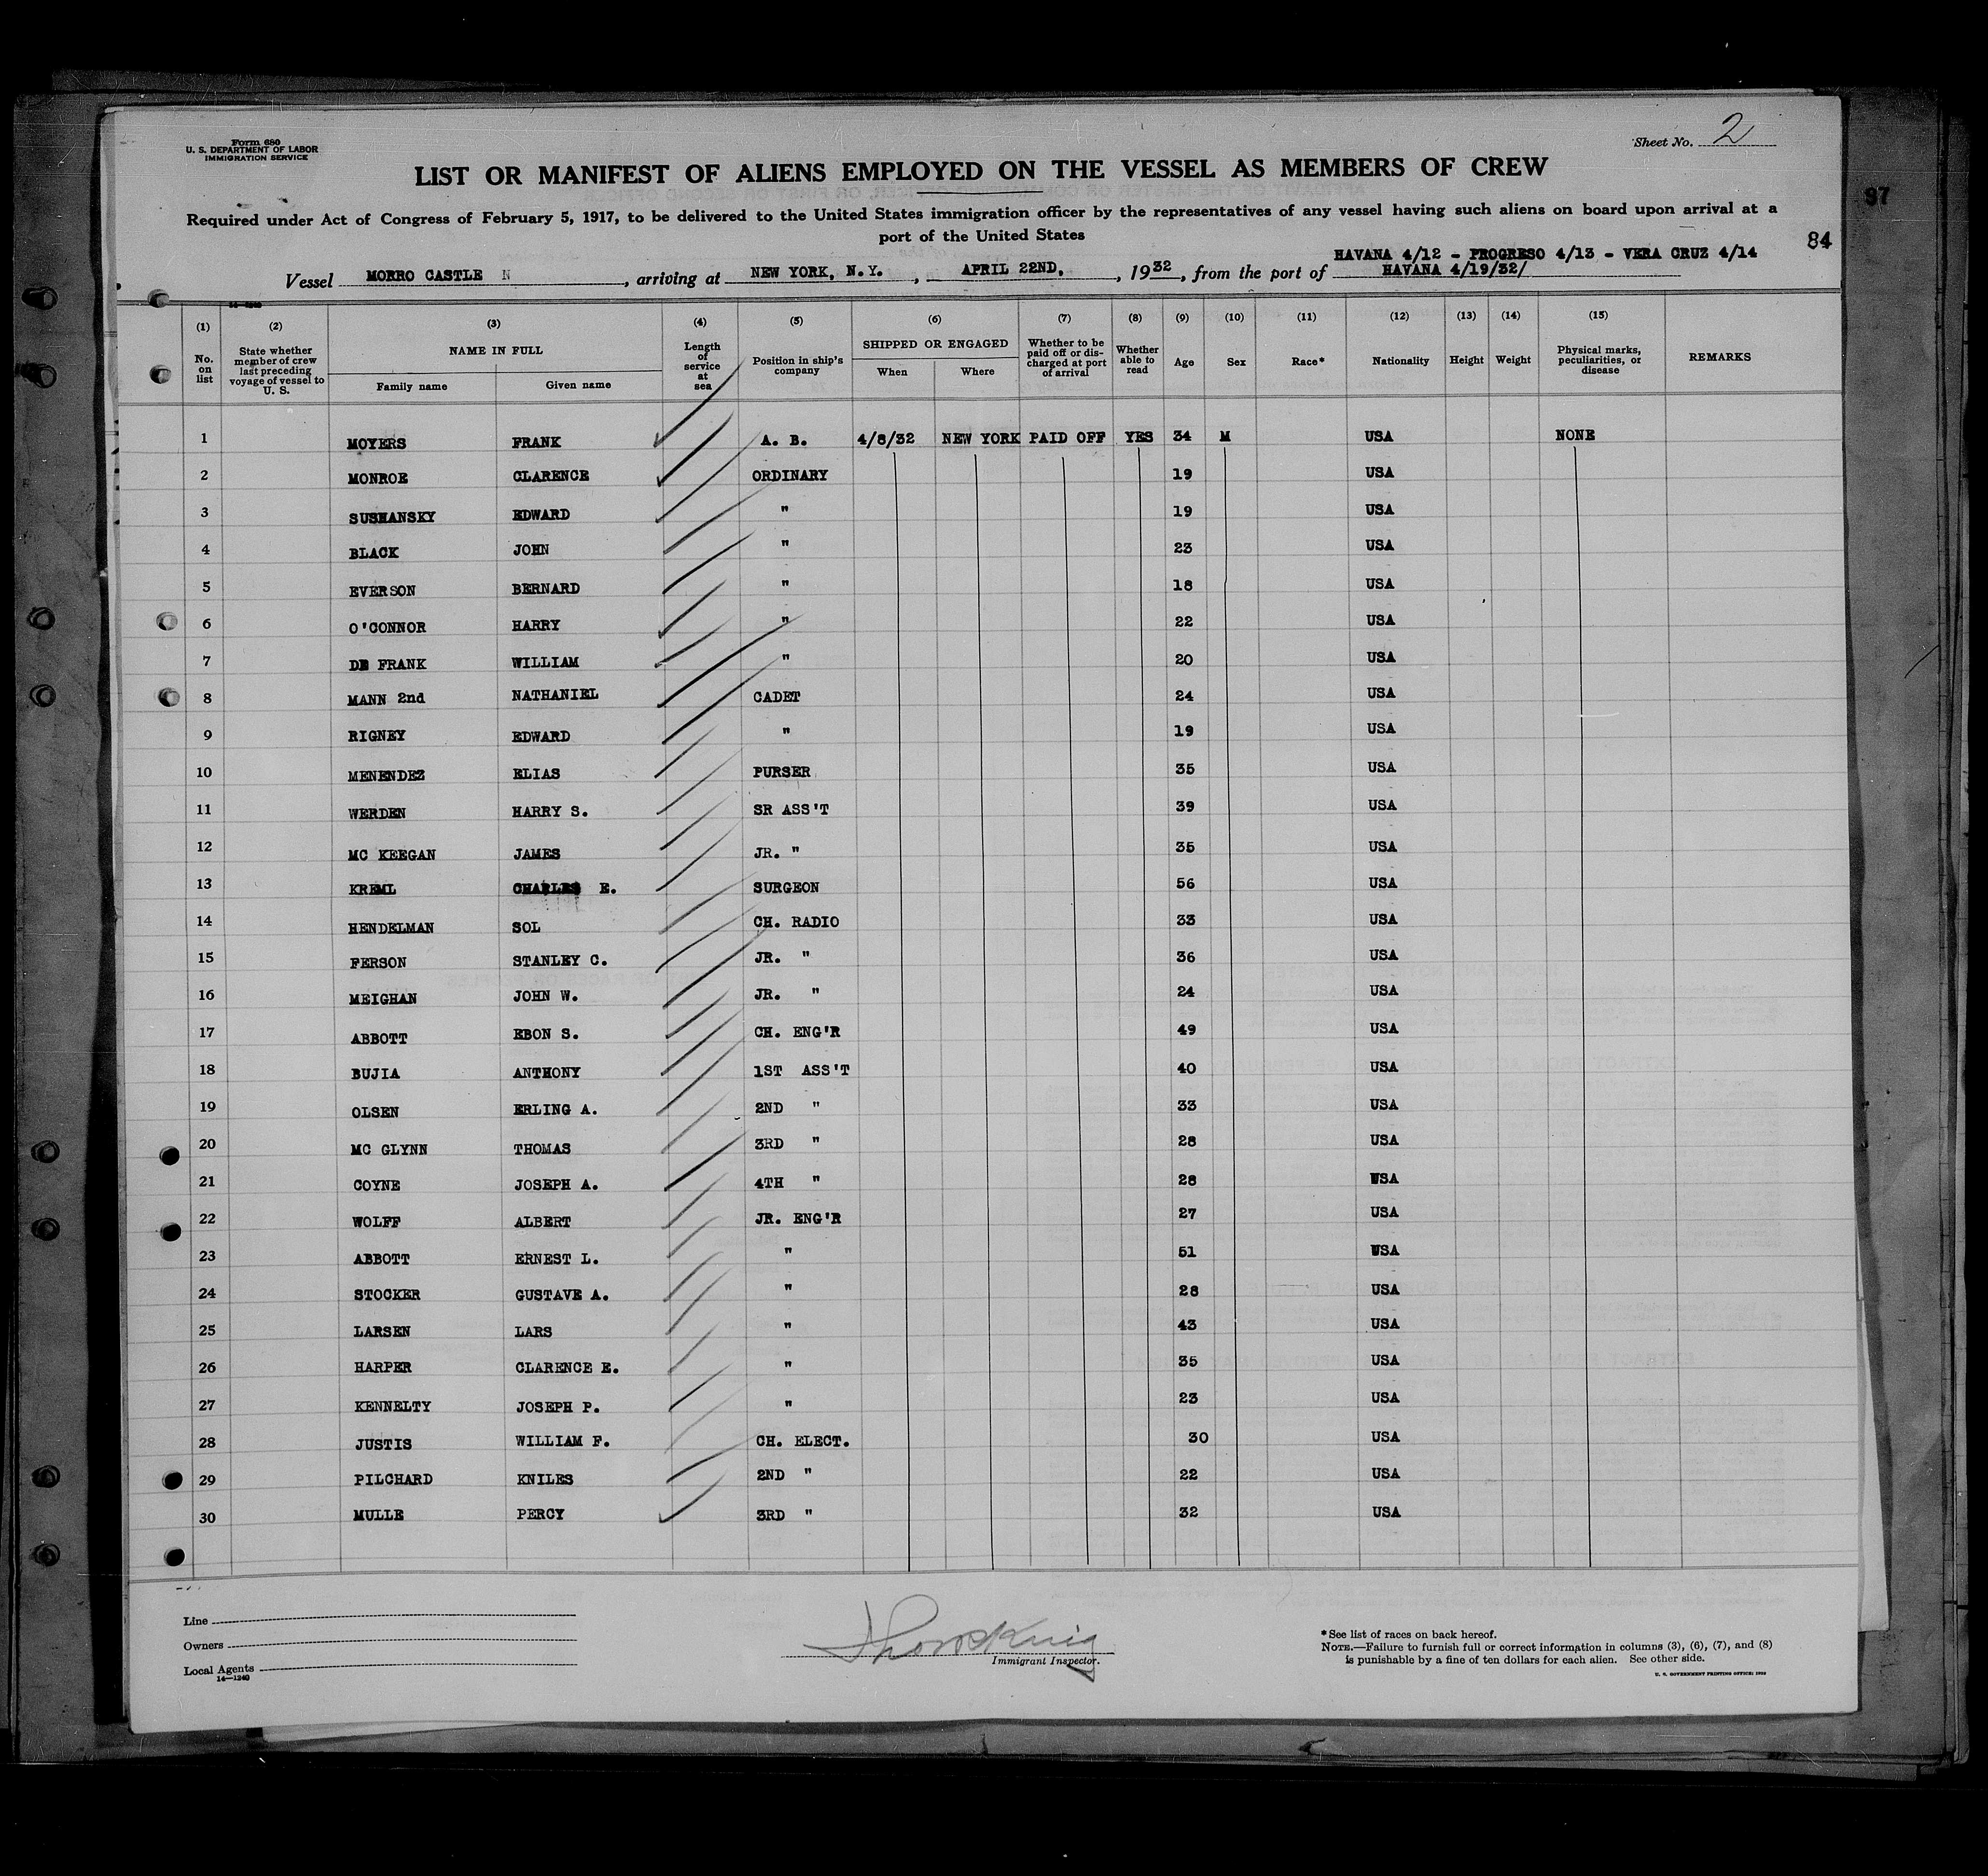 Form 680
U. S. DEPARTMENT OF LABOR
IMMIGRATION SERVICE
Sheet No. 2
LIST OR MANIFEST OF ALIENS EMPLOYED ON THE VESSEL AS MEMBERS OF CREW
97
Required under Act of Congress of February 5, 1917, to be delivered to the United States immigration officer by the representatives of any vessel having such aliens on board upon arrival at a
port of the United States
84
HAVANA 4/12 - PROGRESO 4/13 - VERA CRUZ 4/14
Vessel MORRO CASTLE N, arriving at NEW YORK, N.Y., APRIL 22ND, , 1932, from the port of HAVANA 4/19/32/
(1) (2) (3) (4) (5) (6) (7) (8) (9) (10) (11) (12) (13) (14) (15)
No. on list State whether member of crew last preceding voyage of vessel to U. S. NAME IN FULL Family name Given name Length of service at sea Position in ship's company SHIPPED OR ENGAGED When Where Whether to be paid off or discharged at port of arrival Whether able to read Age Sex Race* Nationality Height Weight Physical marks, peculiarities, or disease REMARKS
1 MOYERS FRANK A. B. 4/8/32 NEW YORK PAID OFF YES 34 M USA NONE
2 MONROE CLARENCE ORDINARY 19 USA
3 SUSHANSKY EDWARD " 19 USA
4 BLACK JOHN " 23 USA
5 EVERSON BERNARD " 18 USA
6 O'CONNOR HARRY " 22 USA
7 DE FRANK WILLIAM " 20 USA
8 MANN 2nd NATHANIEL CADET 24 USA
9 RIGNEY EDWARD " 19 USA
10 MENENDEZ ELIAS PURSER 35 USA
11 WERDEN HARRY S. SR ASS'T 39 USA
12 MC KEEGAN JAMES JR. " 35 USA
13 KREML CHARLES E. SURGEON 56 USA
14 HENDELMAN SOL CH. RADIO 33 USA
15 FERSON STANLEY C. JR. " 36 USA
16 MEIGHAN JOHN W. JR. " 24 USA
17 ABBOTT EBON S. CH. ENG'R 49 USA
18 BUJIA ANTHONY 1ST ASS'T 40 USA
19 OLSEN ERLING A. 2ND " 33 USA
20 MC GLYNN THOMAS 3RD " 28 USA
21 COYNE JOSEPH A. 4TH " 28 USA
22 WOLFF ALBERT JR. ENG'R 27 USA
23 ABBOTT ERNEST L. " 51 USA
24 STOCKER GUSTAVE A. " 28 USA
25 LARSEN LARS " 43 USA
26 HARPER CLARENCE E. " 35 USA
27 KENNELTY JOSEPH P. " 23 USA
28 JUSTIS WILLIAM F. CH. ELECT. 30 USA
29 PILCHARD KNILES 2ND " 22 USA
30 MULLE PERCY 3RD " 32 USA
Line
Owners
Local Agents
14—1240
Immigrant Inspector.
*See list of races on back hereof.
NOTE.—Failure to furnish full or correct information in columns (3), (6), (7), and (8)
is punishable by a fine of ten dollars for each alien. See other side.
U. S. GOVERNMENT PRINTING OFFICE: